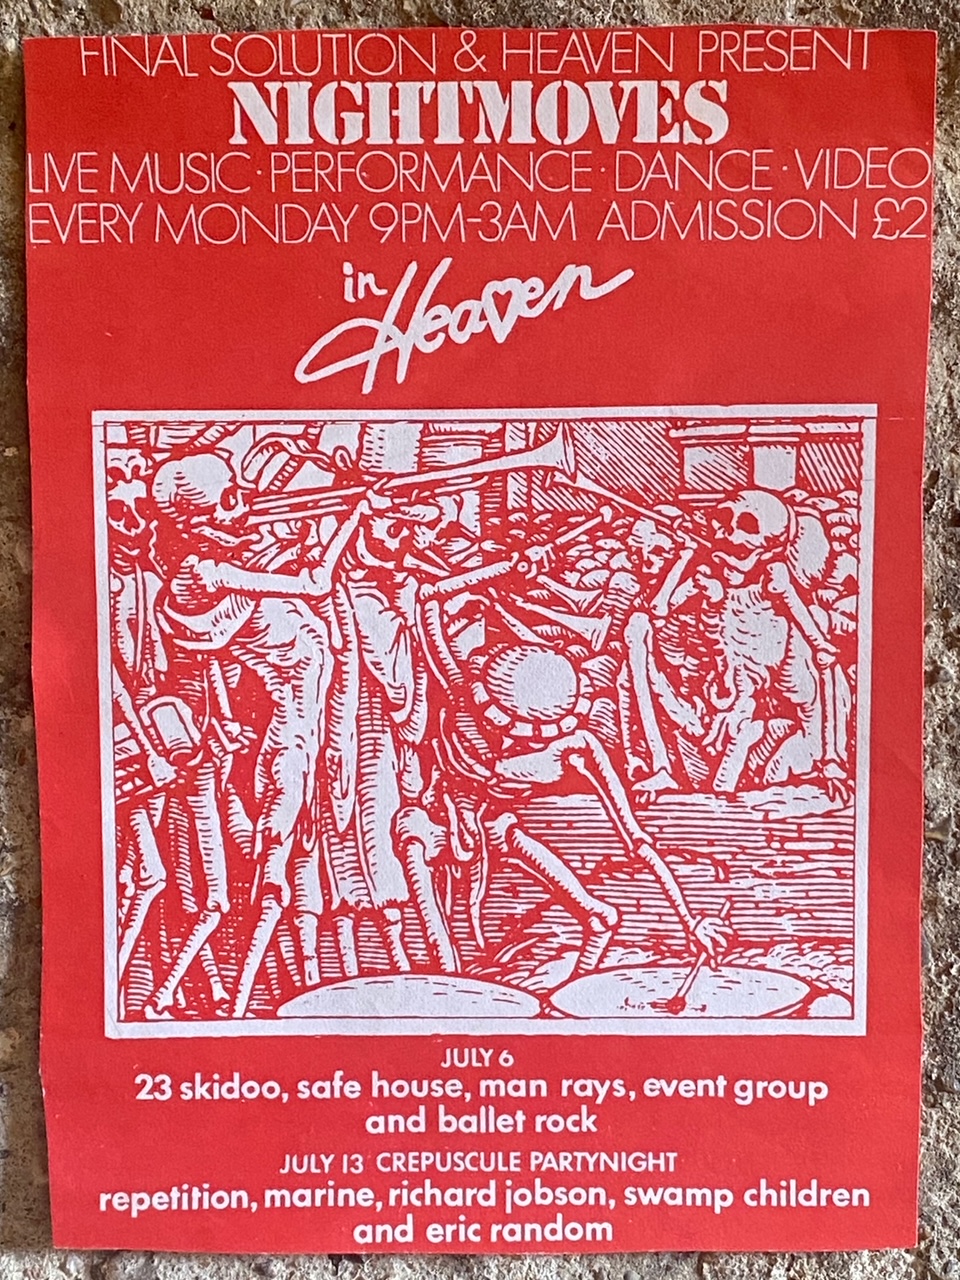 FINAL SOLUTION & HEAVEN PRESENT
NIGHTMOVES
LIVE MUSIC · PERFORMANCE · DANCE · VIDEO
EVERY MONDAY 9PM-3AM ADMISSION £2
in Heaven
JULY 6
23 skidoo, safe house, man rays, event group
and ballet rock
JULY 13 CREPUSCULE PARTYNIGHT
repetition, marine, richard jobson, swamp children
and eric random